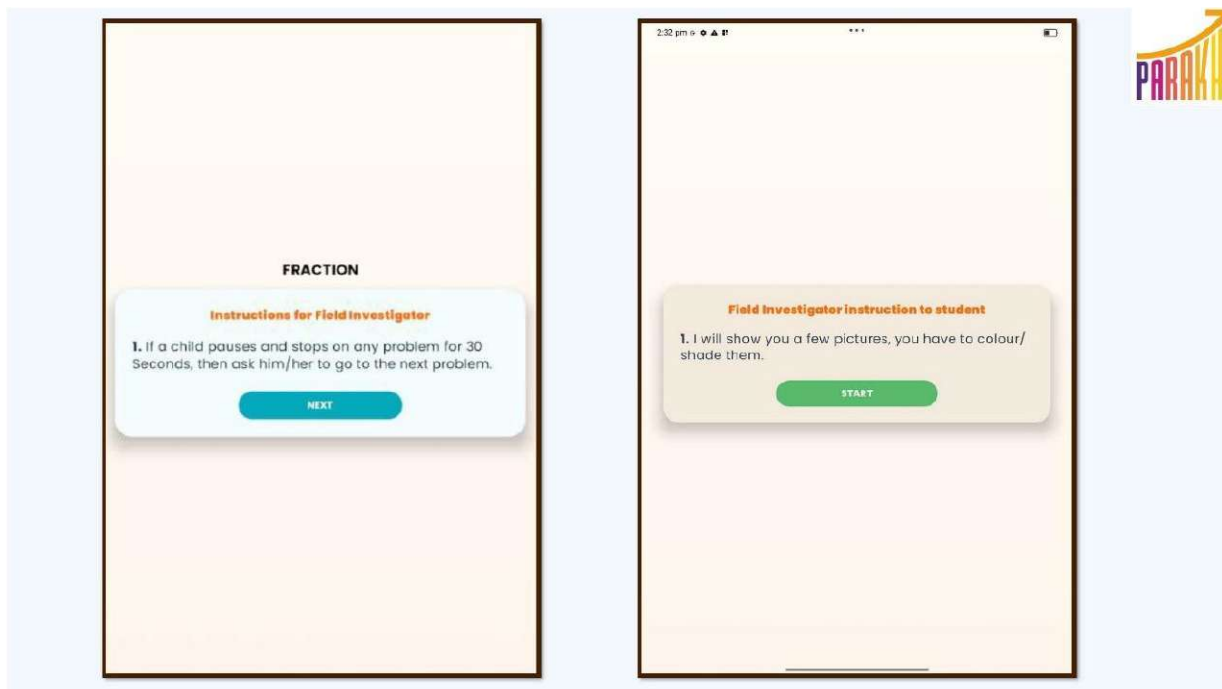 FRACTION
Instructions for Field Investigator
1. If a child pauses and stops on any problem for 30
Seconds, then ask him/her to go to the next problem.
NEXT
2:32 pm
Field Investigator instruction to student
1. I will show you a few pictures, you have to colour/
shade them.
START